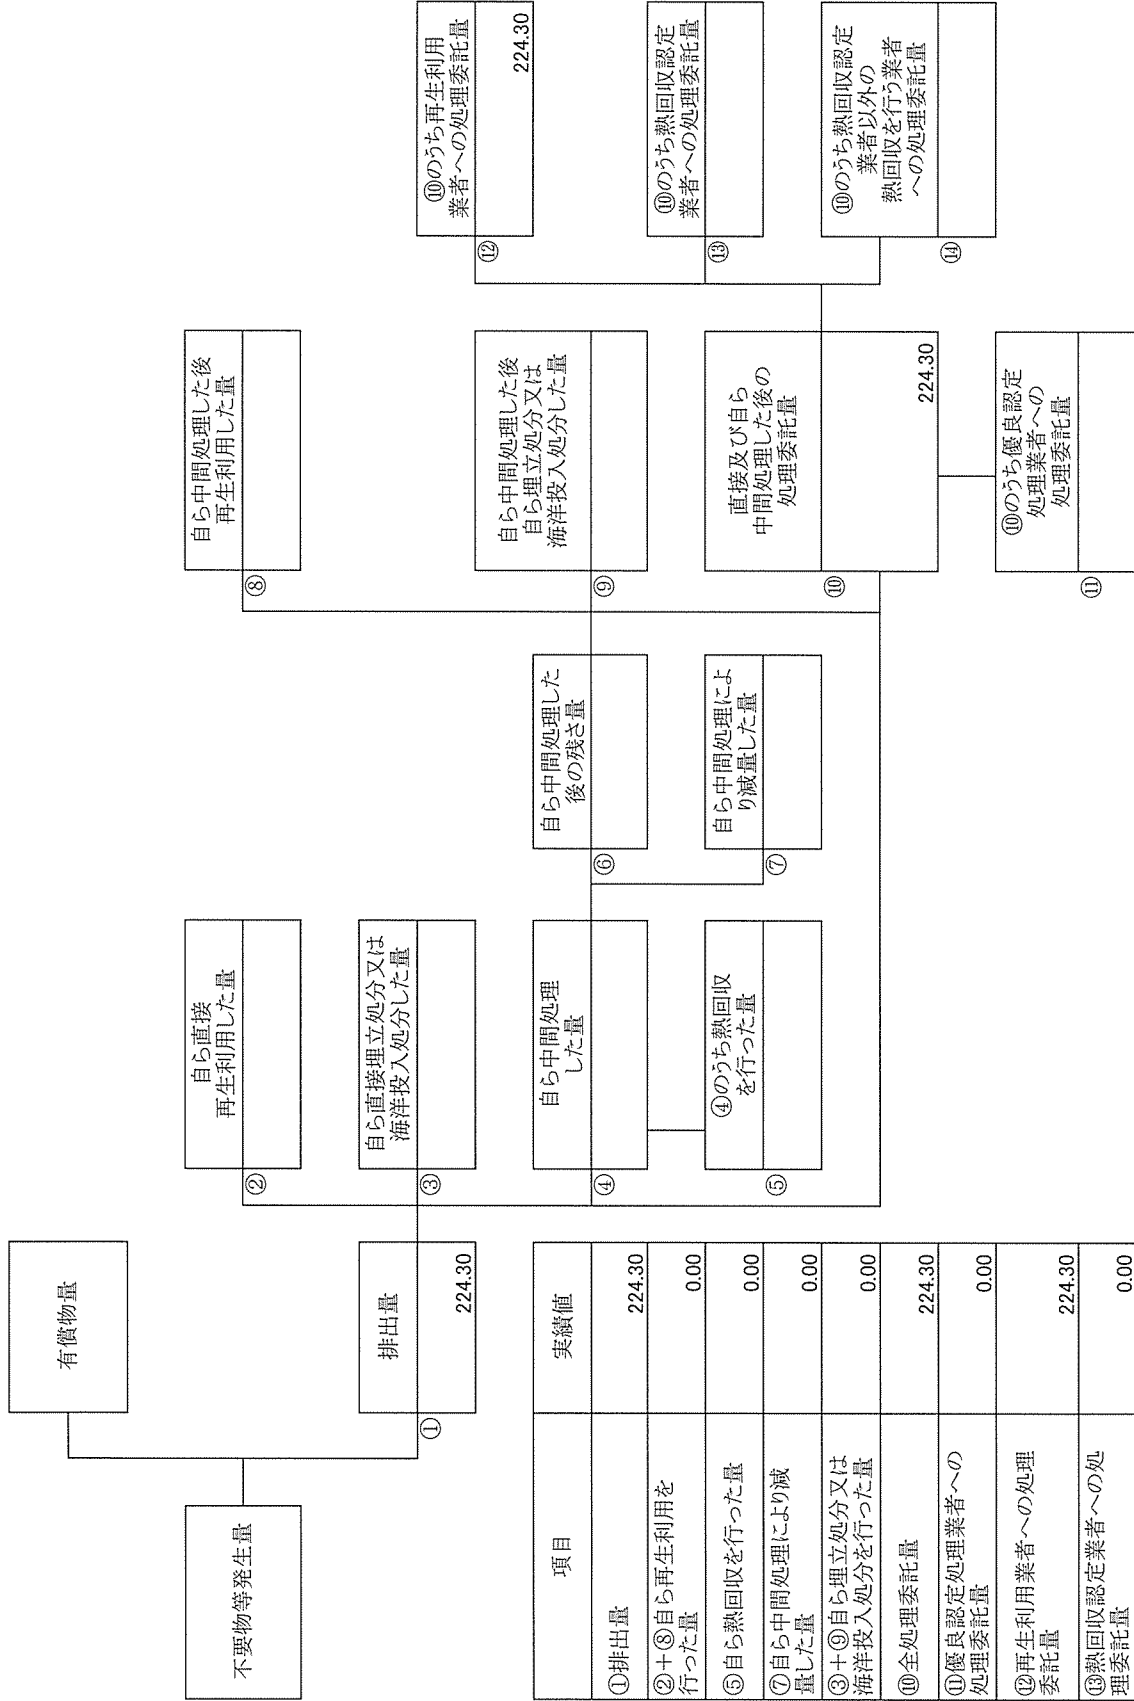 不要物等発生量
有償物量
①
排出量
224.30
②
自ら直接
再生利用した量
③
自ら直接埋立処分又は
海洋投入処分した量
④
自ら中間処理
した量
⑤
④のうち熱回収
を行った量
⑥
自ら中間処理した
後の残さ量
⑦
自ら中間処理によ
り減量した量
⑧
自ら中間処理した後
再生利用した量
⑨
自ら中間処理した後
自ら埋立処分又は
海洋投入処分した量
⑩
直接及び自ら
中間処理した後の
処理委託量
224.30
⑪
⑩のうち優良認定
処理業者への
処理委託量
⑫
⑩のうち再生利用
業者への処理委託量
224.30
⑬
⑩のうち熱回収認定
業者への処理委託量
⑭
⑩のうち熱回収認定
業者以外の
熱回収を行う業者
への処理委託量
項目 実績値
①排出量 224.30
②+⑧自ら再生利用を
行った量 0.00
⑤自ら熱回収を行った量 0.00
⑦自ら中間処理により減
量した量 0.00
③+⑨自ら埋立処分又は
海洋投入処分を行った量 0.00
⑩全処理委託量 224.30
⑪優良認定処理業者への
処理委託量 0.00
⑫再生利用業者への処理
委託量 224.30
⑬熱回収認定業者への処
理委託量 0.00